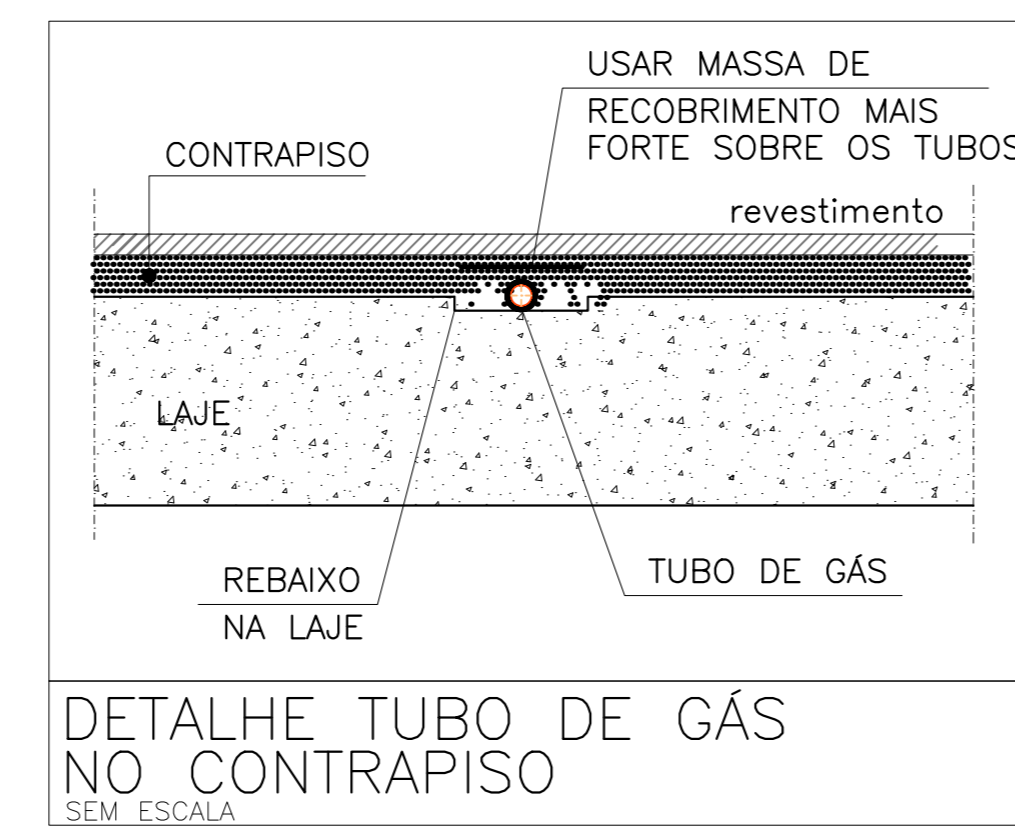 USAR MASSA DE
RECOBRIMENTO MAIS
FORTE SOBRE OS TUBOS
CONTRAPISO
revestimento
LAJE
REBAIXO
NA LAJE
TUBO DE GÁS
DETALHE TUBO DE GÁS
NO CONTRAPISO
SEM ESCALA